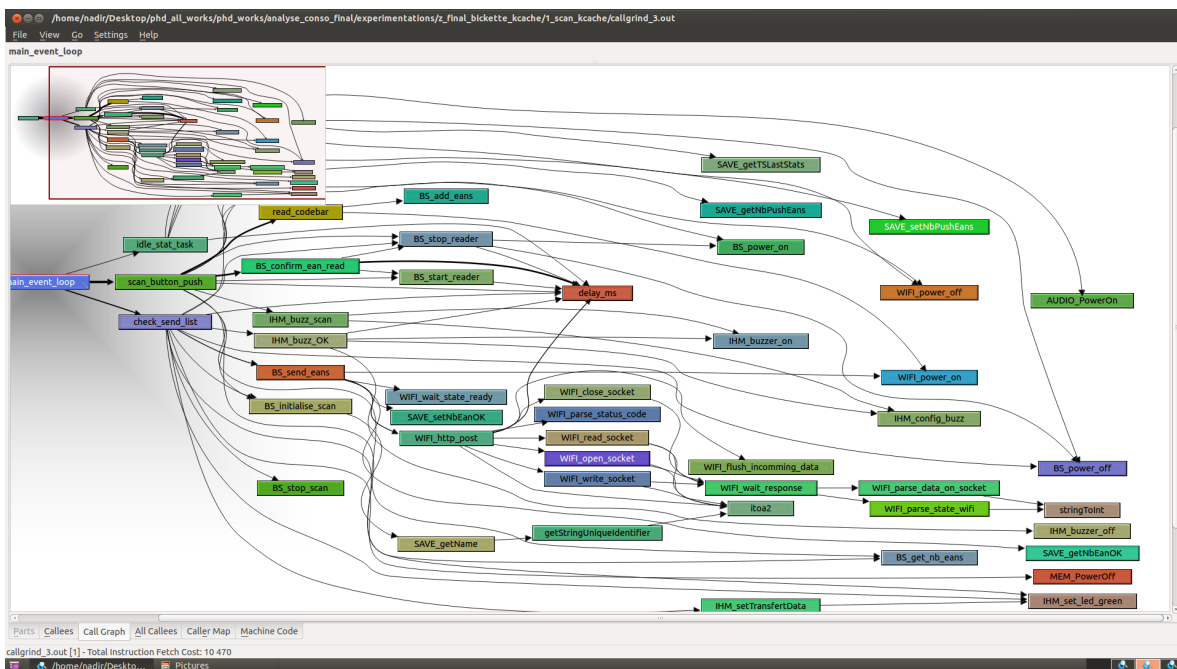 /home/nadir/Desktop/phd_all_works/phd_works/analyse_conso_final/experimentations/z_final_bickette_kcache/1_scan_kcache/callgrind_3.out
File View Go Settings Help
main_event_loop
SAVE_getTSLastStats
BS_add_eans
read_codebar
SAVE_getNbPushEans
SAVE_setNbPushEans
idle_stat_task
BS_stop_reader
BS_power_on
BS_confirm_ean_read
main_event_loop
scan_button_push
BS_start_reader
delay_ms
WIFI_power_off
AUDIO_PowerOn
check_send_list
IHM_buzz_scan
IHM_buzz_OK
IHM_buzzer_on
BS_send_eans
WIFI_power_on
WIFI_close_socket
WIFI_wait_state_ready
BS_initialise_scan
WIFI_parse_status_code
SAVE_setNbEanOK
IHM_config_buzz
WIFI_http_post
WIFI_read_socket
WIFI_open_socket
WIFI_flush_incomming_data
BS_power_off
WIFI_write_socket
BS_stop_scan
WIFI_wait_response
WIFI_parse_data_on_socket
itoa2
WIFI_parse_state_wifi
stringToInt
getStringUniqueIdentifier
IHM_buzzer_off
SAVE_getName
SAVE_getNbEanOK
BS_get_nb_eans
MEM_PowerOff
IHM_setTransfertData
IHM_set_led_green
Parts Callees Call Graph All Callees Caller Map Machine Code
callgrind_3.out [1] - Total Instruction Fetch Cost: 10 470
/home/nadir/Deskto... Pictures